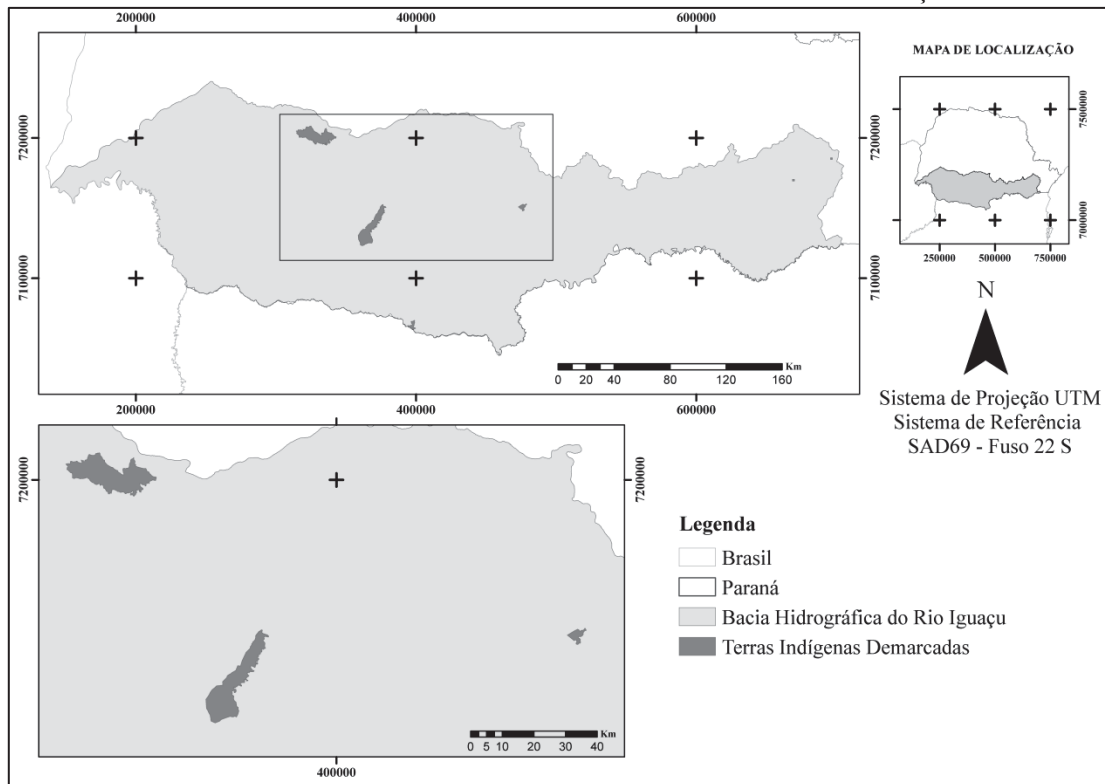 200000
400000
600000
7200000
7100000
7200000
7100000
200000
400000
600000
Km
0 20 40 80 120 160
MAPA DE LOCALIZAÇÃO
7500000
7000000
250000 500000 750000
N
Sistema de Projeção UTM
Sistema de Referência
SAD69 - Fuso 22 S
7200000
7200000
Km
0 5 10 20 30 40
400000
Legenda
Brasil
Paraná
Bacia Hidrográfica do Rio Iguaçu
Terras Indígenas Demarcadas